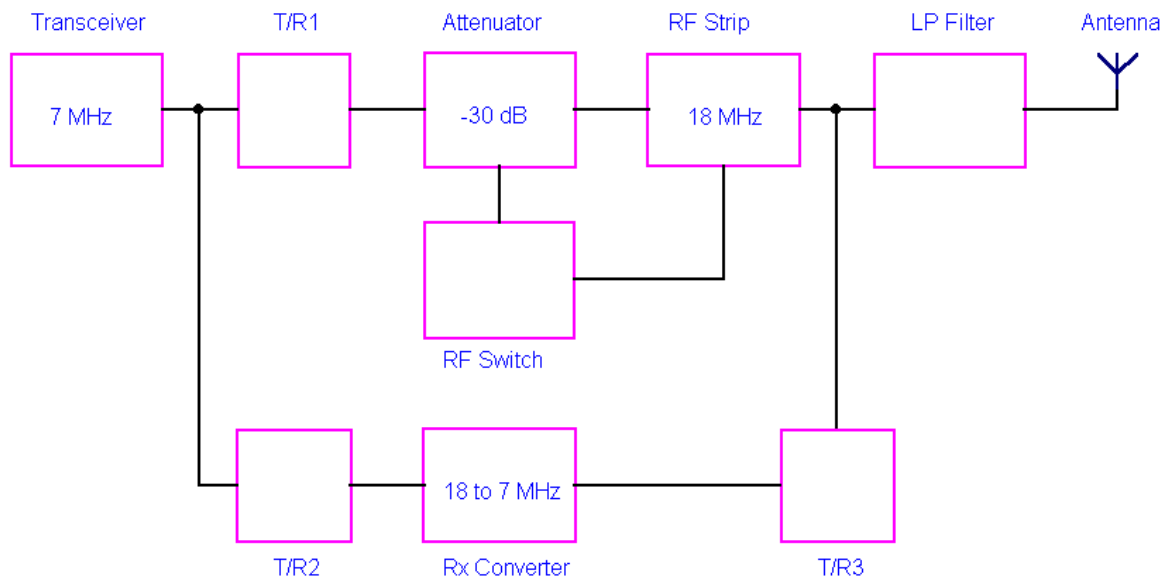 Transceiver
T/R1
Attenuator
RF Strip
LP Filter
Antenna
7 MHz
-30 dB
18 MHz
RF Switch
18 to 7 MHz
T/R2
Rx Converter
T/R3